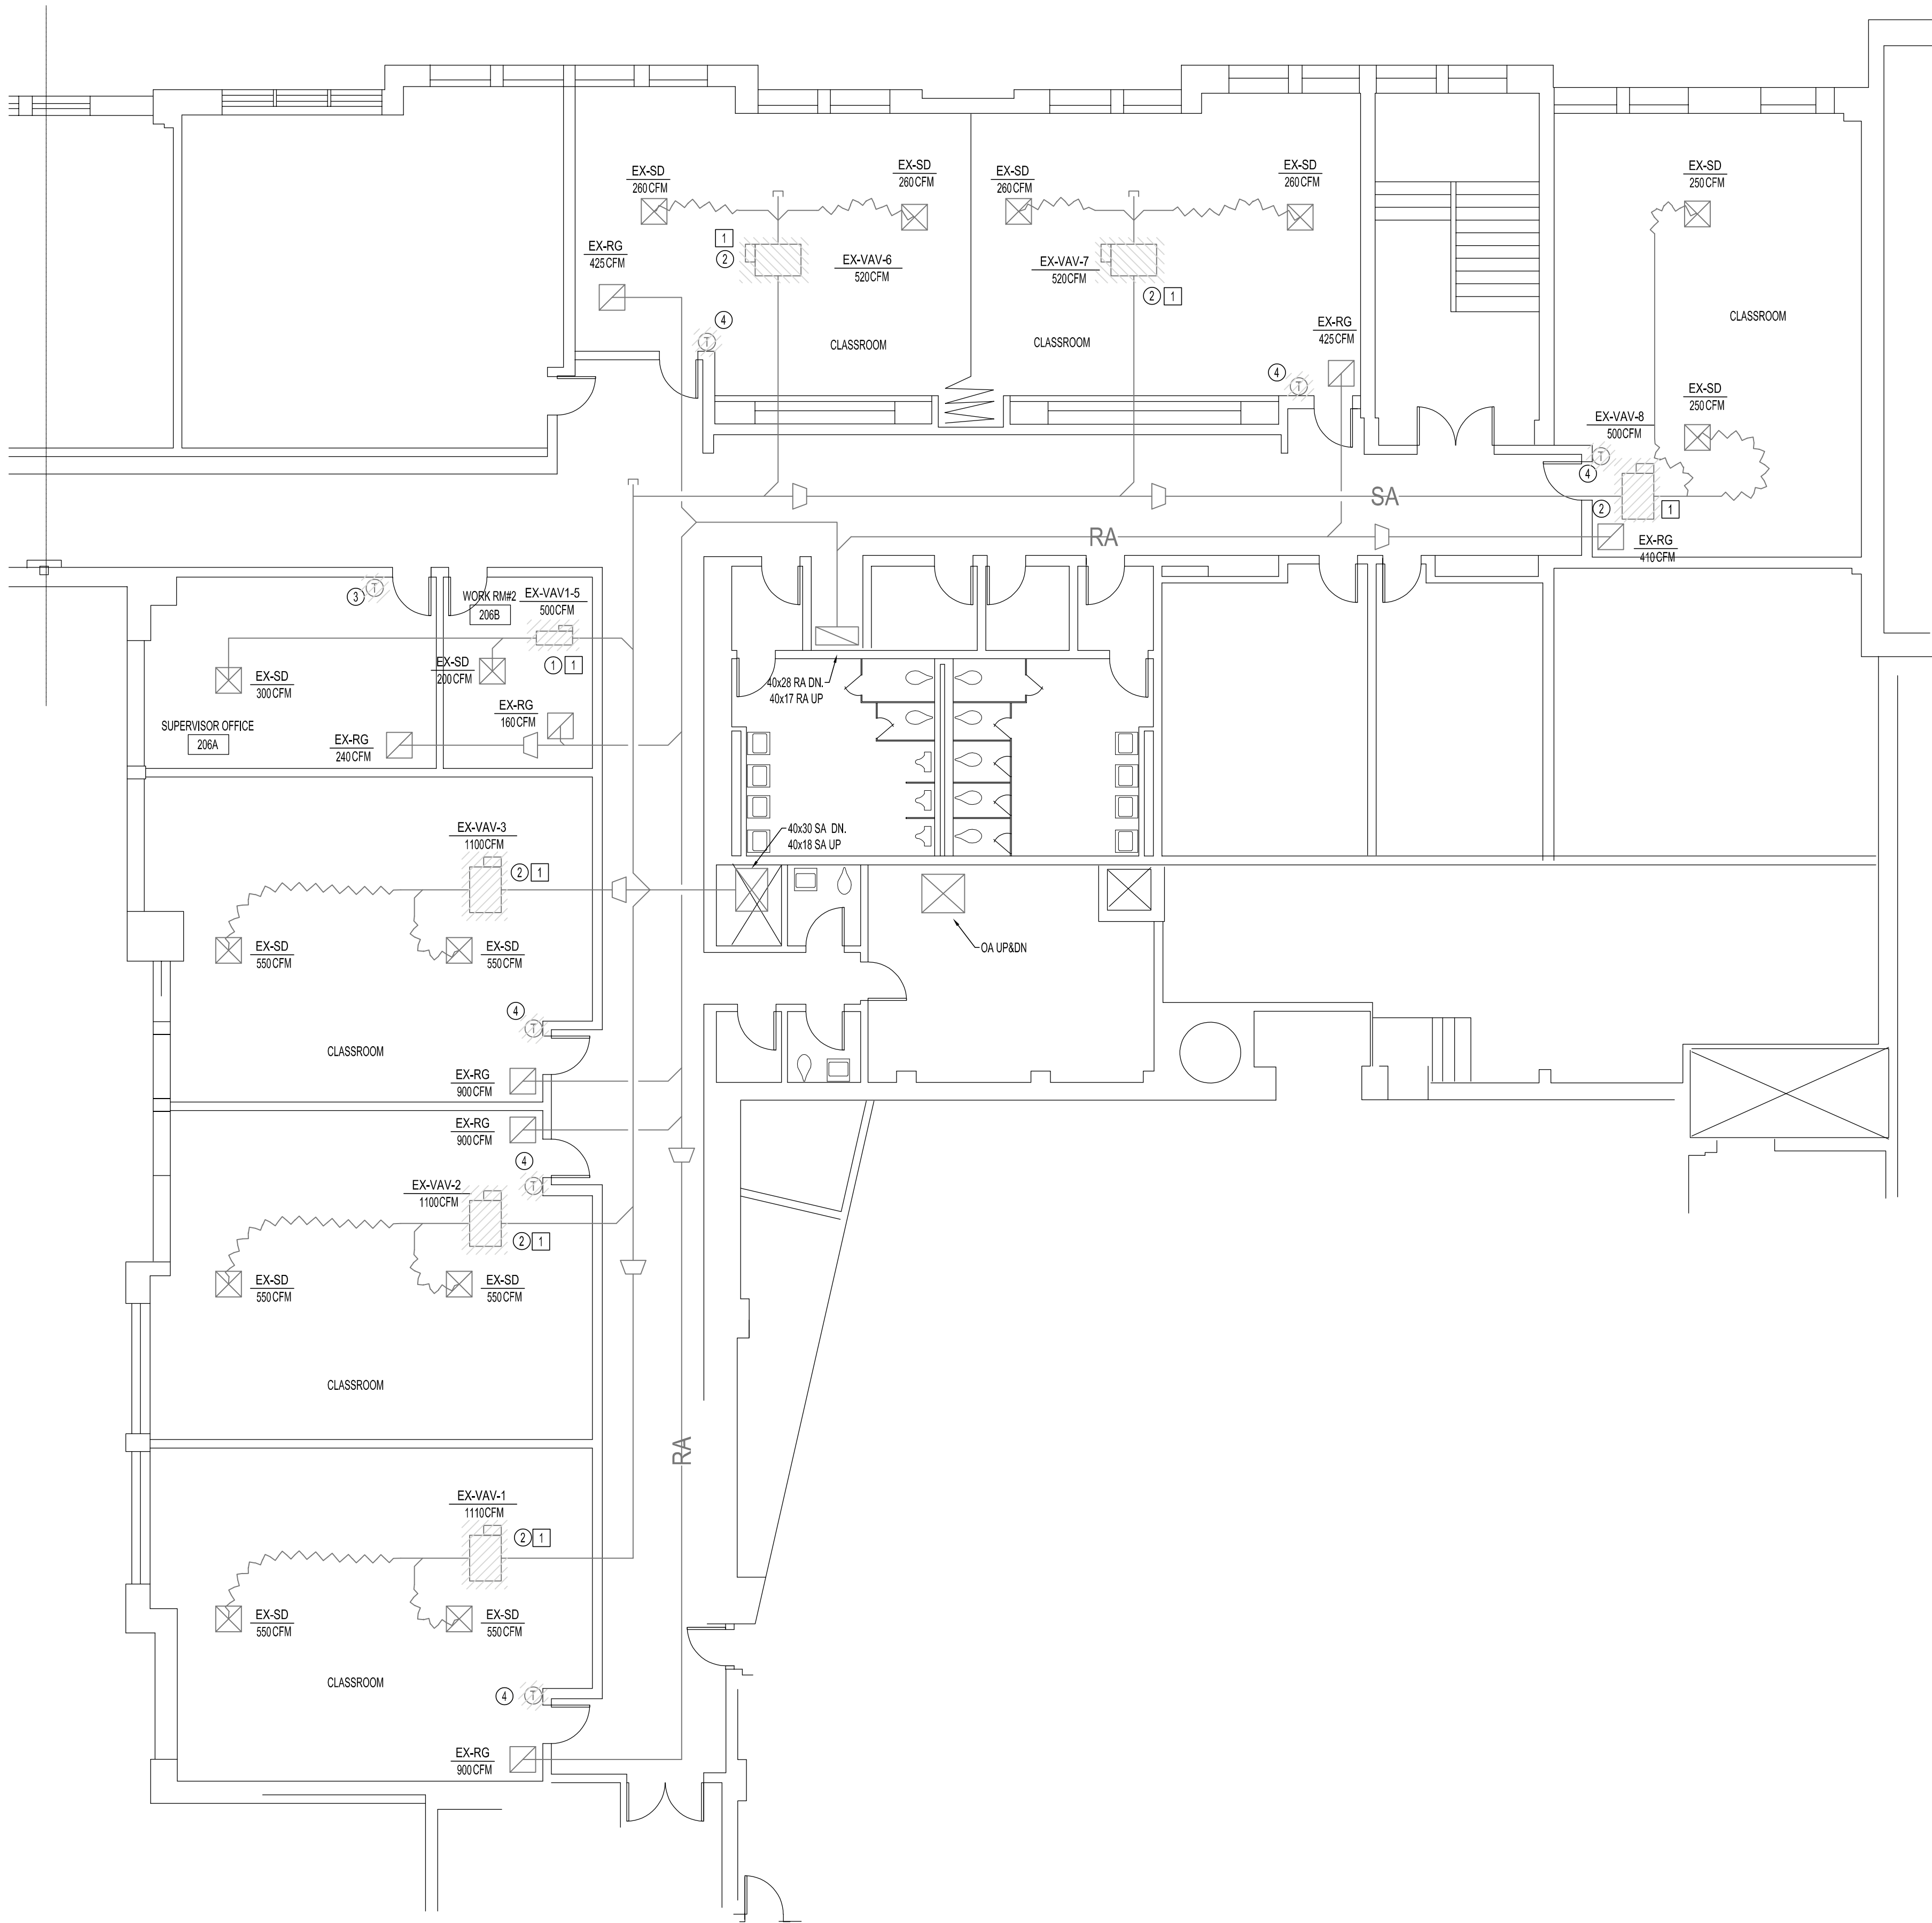 EX-SD
260 CFM
EX-SD
260 CFM
EX-SD
260 CFM
EX-SD
260 CFM
EX-SD
250 CFM
EX-RG
425 CFM
1
2
EX-VAV-6
520 CFM
EX-VAV-7
520 CFM
2
1
4
T
CLASSROOM
CLASSROOM
EX-RG
425 CFM
4
T
CLASSROOM
EX-SD
250 CFM
EX-VAV-8
500 CFM
T
4
2
1
SA
RA
EX-RG
410 CFM
3
T
WORK RM#2
206B
EX-VAV1-5
500 CFM
1
1
EX-SD
300 CFM
EX-SD
200 CFM
EX-RG
160 CFM
SUPERVISOR OFFICE
206A
EX-RG
240 CFM
40x28 RA DN.
40x17 RA UP
EX-VAV-3
1100 CFM
2
1
40x30 SA DN.
40x18 SA UP
EX-SD
550 CFM
EX-SD
550 CFM
OA UP&DN
4
T
CLASSROOM
EX-RG
900 CFM
EX-RG
900 CFM
4
T
EX-VAV-2
1100 CFM
2
1
EX-SD
550 CFM
EX-SD
550 CFM
CLASSROOM
RA
EX-VAV-1
1110 CFM
2
1
EX-SD
550 CFM
EX-SD
550 CFM
CLASSROOM
4
T
EX-RG
900 CFM